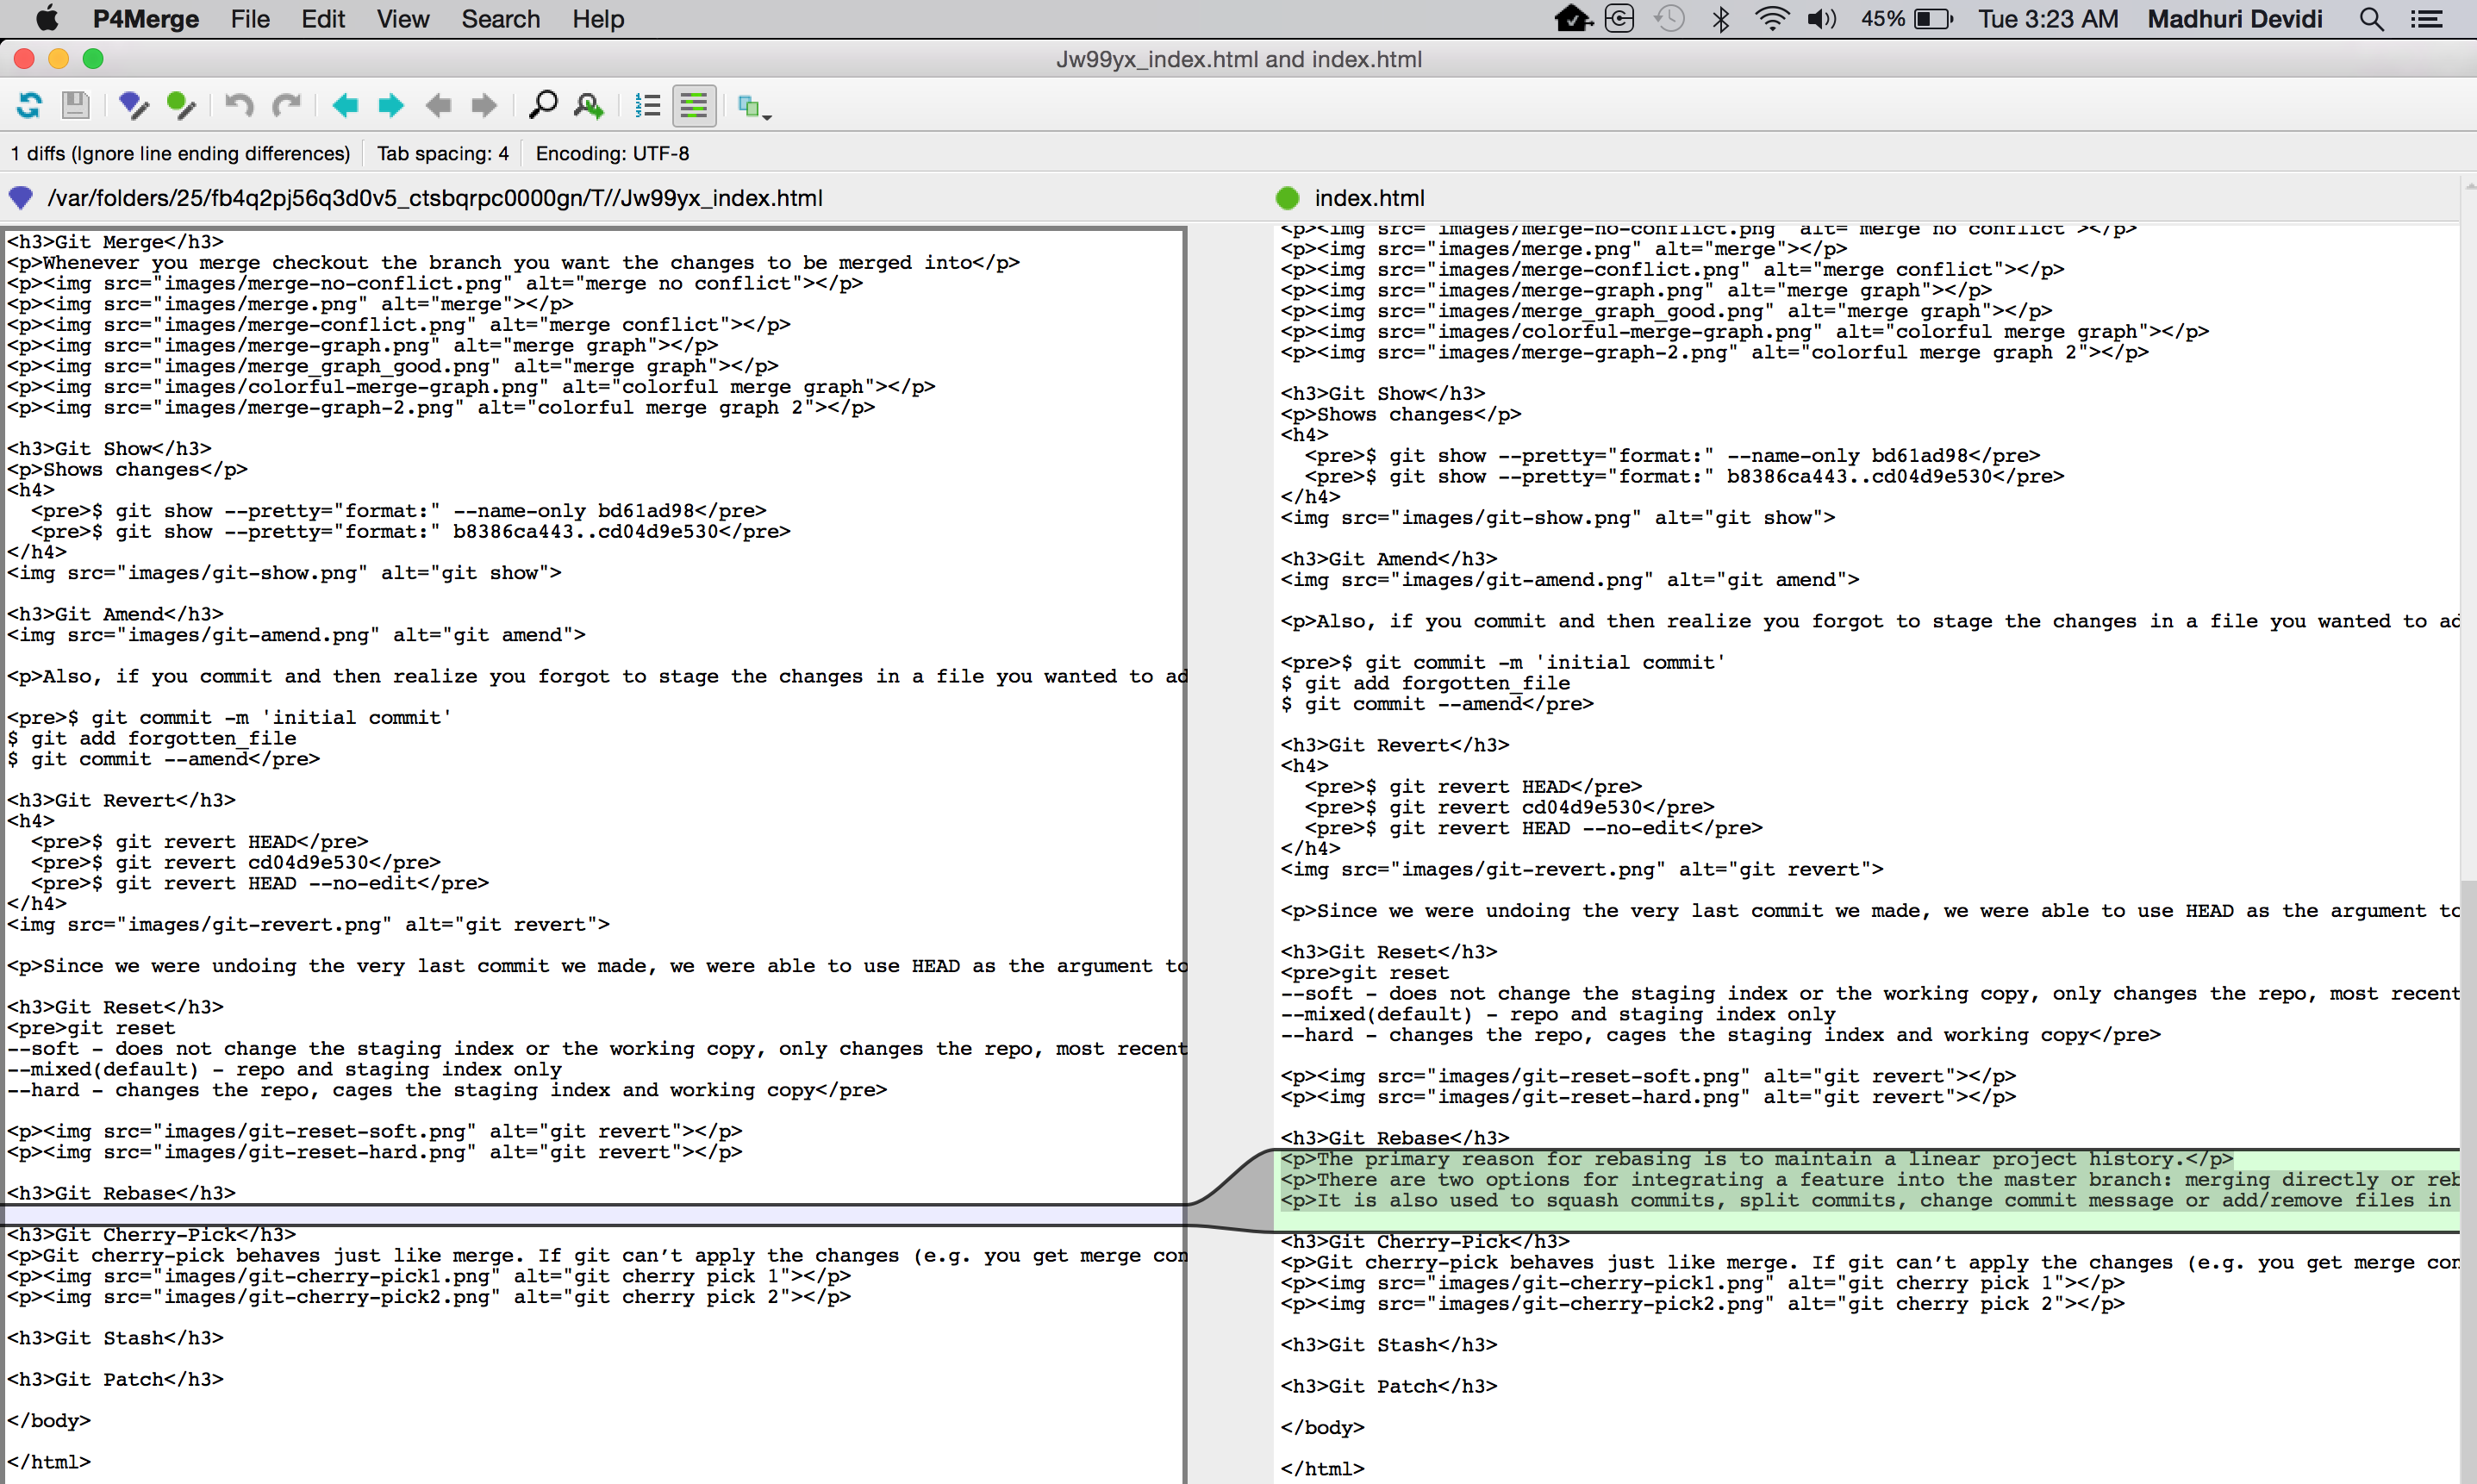 P4Merge File Edit View Search Help 45% Tue 3:23 AM Madhuri Devidi
Jw99yx_index.html and index.html
1 diffs (Ignore line ending differences) Tab spacing: 4 Encoding: UTF-8
/var/folders/25/fb4q2pj56q3d0v5_ctsbqrpc0000gn/T//Jw99yx_index.html
<h3>Git Merge</h3>
<p>Whenever you merge checkout the branch you want the changes to be merged into</p>
<p><img src="images/merge-no-conflict.png" alt="merge no conflict"></p>
<p><img src="images/merge.png" alt="merge"></p>
<p><img src="images/merge-conflict.png" alt="merge conflict"></p>
<p><img src="images/merge-graph.png" alt="merge graph"></p>
<p><img src="images/merge_graph_good.png" alt="merge graph"></p>
<p><img src="images/colorful-merge-graph.png" alt="colorful merge graph"></p>
<p><img src="images/merge-graph-2.png" alt="colorful merge graph 2"></p>
<h3>Git Show</h3>
<p>Shows changes</p>
<h4>
<pre>$ git show --pretty="format:" --name-only bd61ad98</pre>
<pre>$ git show --pretty="format:" b8386ca443..cd04d9e530</pre>
</h4>
<img src="images/git-show.png" alt="git show">
<h3>Git Amend</h3>
<img src="images/git-amend.png" alt="git amend">
<p>Also, if you commit and then realize you forgot to stage the changes in a file you wanted to ad
<pre>$ git commit -m 'initial commit'
$ git add forgotten_file
$ git commit --amend</pre>
<h3>Git Revert</h3>
<h4>
<pre>$ git revert HEAD</pre>
<pre>$ git revert cd04d9e530</pre>
<pre>$ git revert HEAD --no-edit</pre>
</h4>
<img src="images/git-revert.png" alt="git revert">
<p>Since we were undoing the very last commit we made, we were able to use HEAD as the argument to
<h3>Git Reset</h3>
<pre>git reset
--soft - does not change the staging index or the working copy, only changes the repo, most recent
--mixed(default) - repo and staging index only
--hard - changes the repo, cages the staging index and working copy</pre>
<p><img src="images/git-reset-soft.png" alt="git revert"></p>
<p><img src="images/git-reset-hard.png" alt="git revert"></p>
<h3>Git Rebase</h3>
<h3>Git Cherry-Pick</h3>
<p>Git cherry-pick behaves just like merge. If git can’t apply the changes (e.g. you get merge con
<p><img src="images/git-cherry-pick1.png" alt="git cherry pick 1"></p>
<p><img src="images/git-cherry-pick2.png" alt="git cherry pick 2"></p>
<h3>Git Stash</h3>
<h3>Git Patch</h3>
</body>
</html>
index.html
<p><img src="images/merge-no-conflict.png" alt="merge no conflict"></p>
<p><img src="images/merge.png" alt="merge"></p>
<p><img src="images/merge-conflict.png" alt="merge conflict"></p>
<p><img src="images/merge-graph.png" alt="merge graph"></p>
<p><img src="images/merge_graph_good.png" alt="merge graph"></p>
<p><img src="images/colorful-merge-graph.png" alt="colorful merge graph"></p>
<p><img src="images/merge-graph-2.png" alt="colorful merge graph 2"></p>
<h3>Git Show</h3>
<p>Shows changes</p>
<h4>
<pre>$ git show --pretty="format:" --name-only bd61ad98</pre>
<pre>$ git show --pretty="format:" b8386ca443..cd04d9e530</pre>
</h4>
<img src="images/git-show.png" alt="git show">
<h3>Git Amend</h3>
<img src="images/git-amend.png" alt="git amend">
<p>Also, if you commit and then realize you forgot to stage the changes in a file you wanted to ad
<pre>$ git commit -m 'initial commit'
$ git add forgotten_file
$ git commit --amend</pre>
<h3>Git Revert</h3>
<h4>
<pre>$ git revert HEAD</pre>
<pre>$ git revert cd04d9e530</pre>
<pre>$ git revert HEAD --no-edit</pre>
</h4>
<img src="images/git-revert.png" alt="git revert">
<p>Since we were undoing the very last commit we made, we were able to use HEAD as the argument to
<h3>Git Reset</h3>
<pre>git reset
--soft - does not change the staging index or the working copy, only changes the repo, most recent
--mixed(default) - repo and staging index only
--hard - changes the repo, cages the staging index and working copy</pre>
<p><img src="images/git-reset-soft.png" alt="git revert"></p>
<p><img src="images/git-reset-hard.png" alt="git revert"></p>
<h3>Git Rebase</h3>
<p>The primary reason for rebasing is to maintain a linear project history.</p>
<p>There are two options for integrating a feature into the master branch: merging directly or reb
<p>It is also used to squash commits, split commits, change commit message or add/remove files in
<h3>Git Cherry-Pick</h3>
<p>Git cherry-pick behaves just like merge. If git can’t apply the changes (e.g. you get merge con
<p><img src="images/git-cherry-pick1.png" alt="git cherry pick 1"></p>
<p><img src="images/git-cherry-pick2.png" alt="git cherry pick 2"></p>
<h3>Git Stash</h3>
<h3>Git Patch</h3>
</body>
</html>